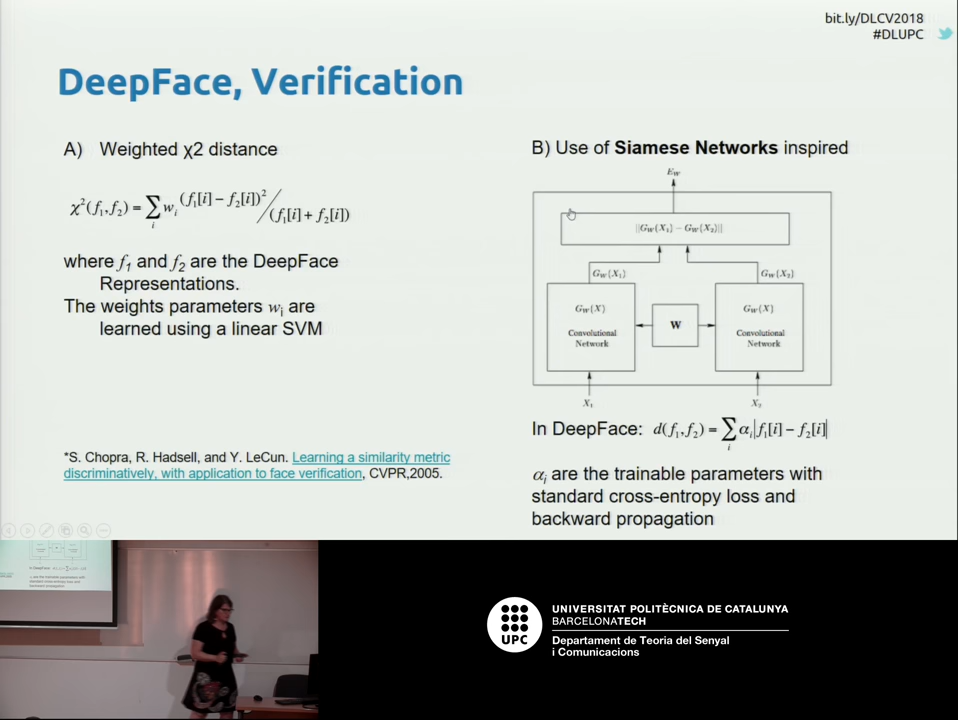 bit.ly/DLCV2018
#DLUPC
DeepFace, Verification
A) Weighted χ2 distance
χ²(f₁,f₂) = ∑ᵢ wᵢ (f₁[i] − f₂[i])² / (f₁[i] + f₂[i])
where f₁ and f₂ are the DeepFace
Representations.
The weights parameters wᵢ are
learned using a linear SVM
*S. Chopra, R. Hadsell, and Y. LeCun. Learning a similarity metric
discriminatively, with application to face verification, CVPR,2005.
B) Use of Siamese Networks inspired
E_W
||G_W(X₁) − G_W(X₂)||
G_W(X₁) G_W(X₂)
G_W(X) G_W(X)
W
Convolutional Convolutional
Network Network
X₁ X₂
In DeepFace: d(f₁,f₂) = ∑ᵢ αᵢ|f₁[i] − f₂[i]|
αᵢ are the trainable parameters with
standard cross-entropy loss and
backward propagation
UPC
UNIVERSITAT POLITÈCNICA DE CATALUNYA
BARCELONATECH
Departament de Teoria del Senyal
i Comunicacions